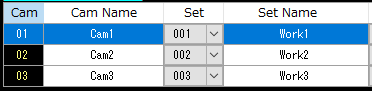 Cam Cam Name Set Set Name
01 Cam1 001 Work1
02 Cam2 002 Work2
03 Cam3 003 Work3